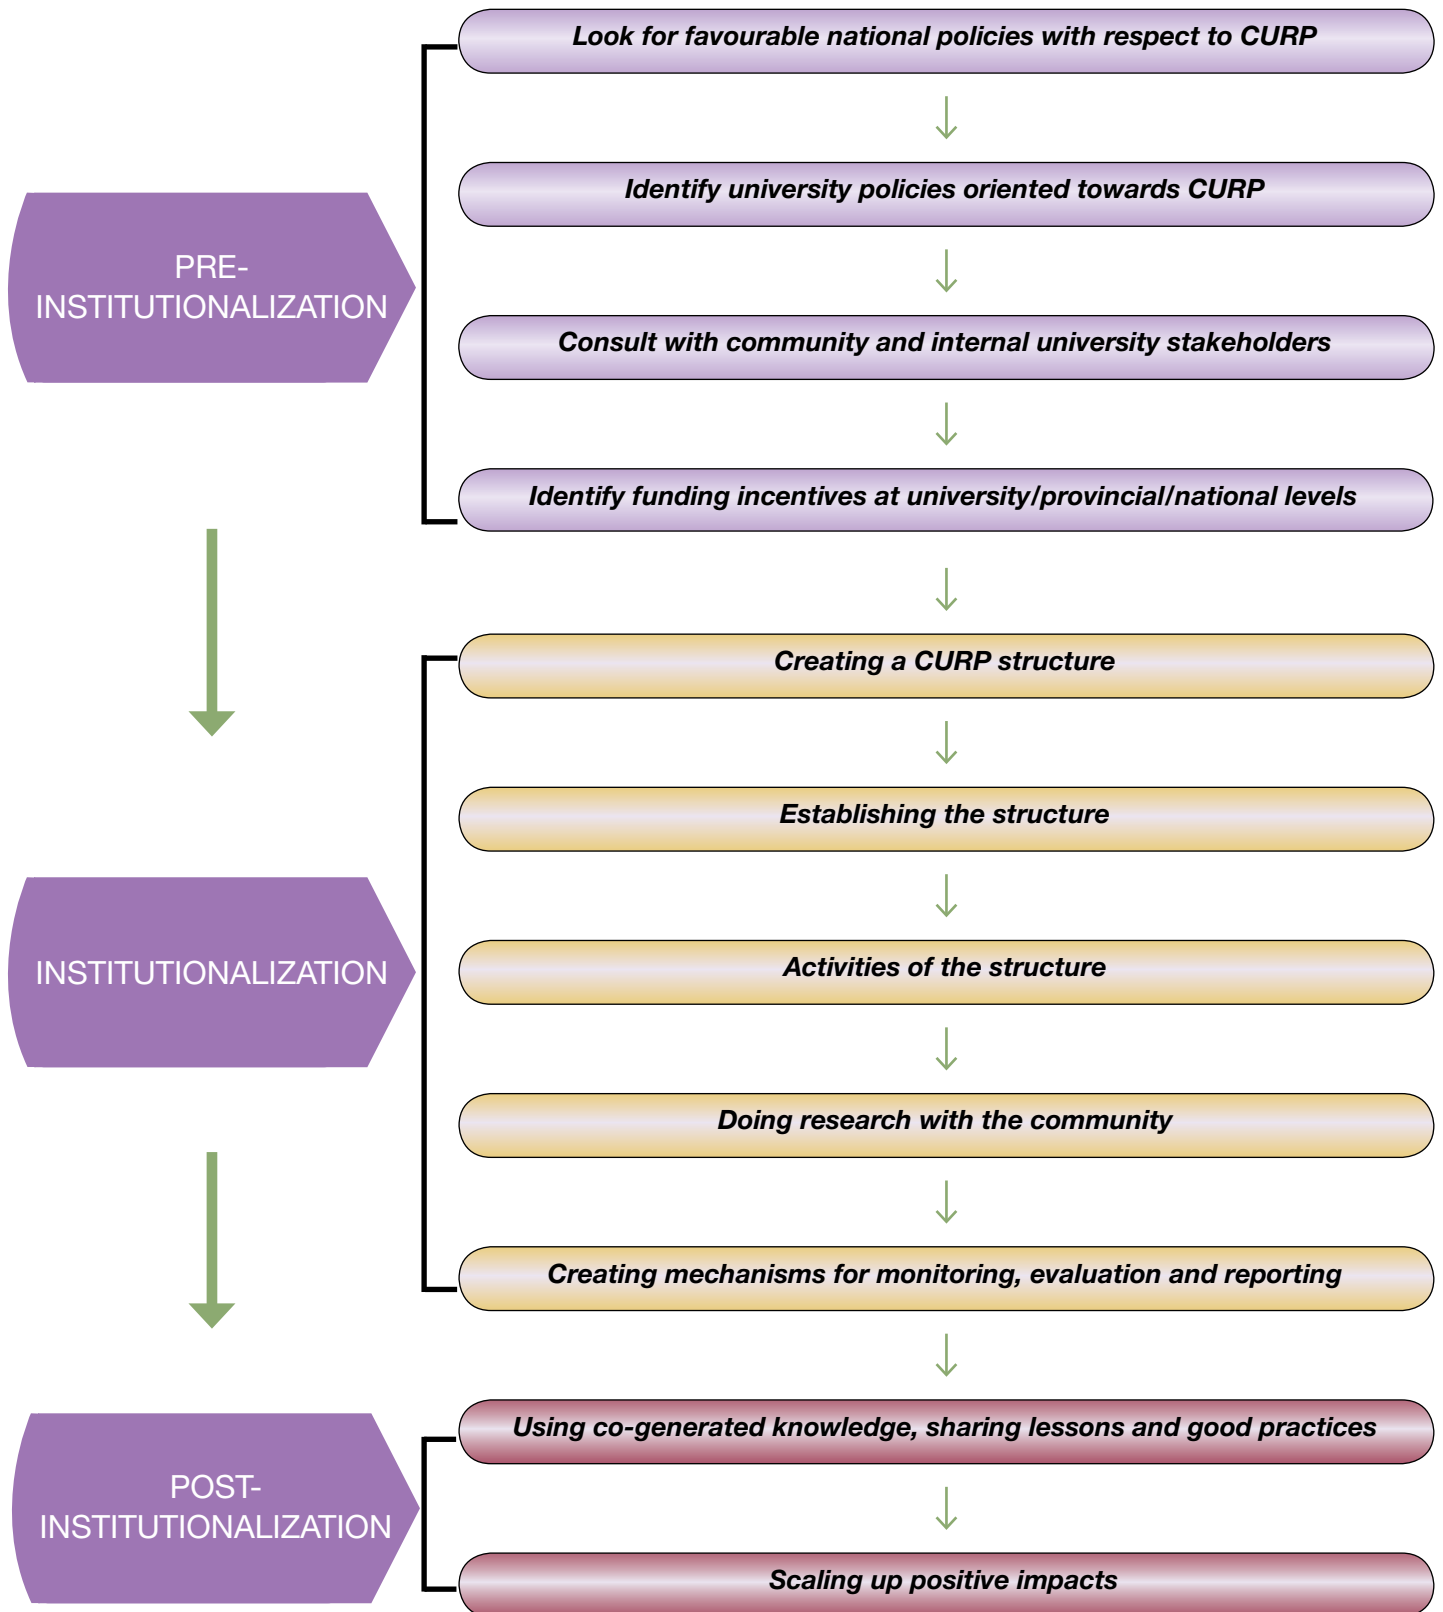 Look for favourable national policies with respect to CURP
Identify university policies oriented towards CURP
PRE-
INSTITUTIONALIZATION
Consult with community and internal university stakeholders
Identify funding incentives at university/provincial/national levels
Creating a CURP structure
Establishing the structure
INSTITUTIONALIZATION
Activities of the structure
Doing research with the community
Creating mechanisms for monitoring, evaluation and reporting
Using co-generated knowledge, sharing lessons and good practices
POST-
INSTITUTIONALIZATION
Scaling up positive impacts